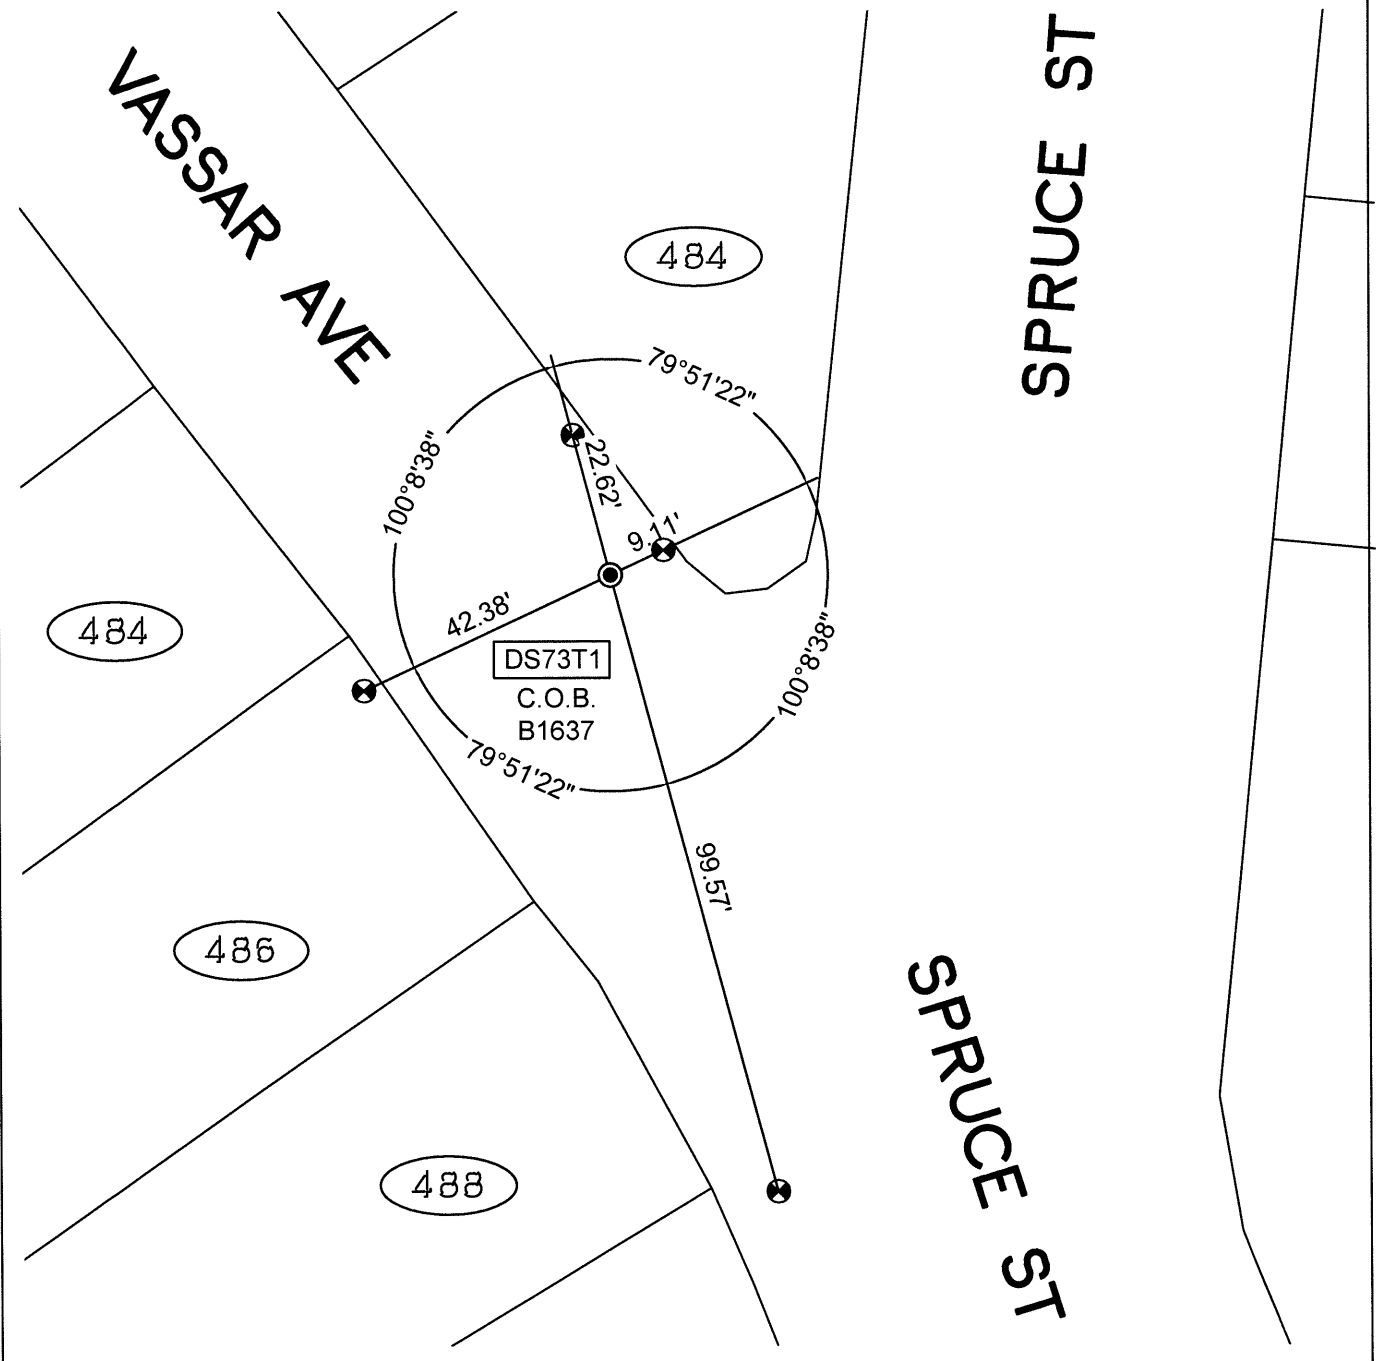 VASSAR AVE
SPRUCE ST
484
79°51'22"
100°8'38"
22.62'
9.11'
42.38'
484
DS73T1
C.O.B.
B1637
100°8'38"
79°51'22"
99.57'
486
SPRUCE ST
488